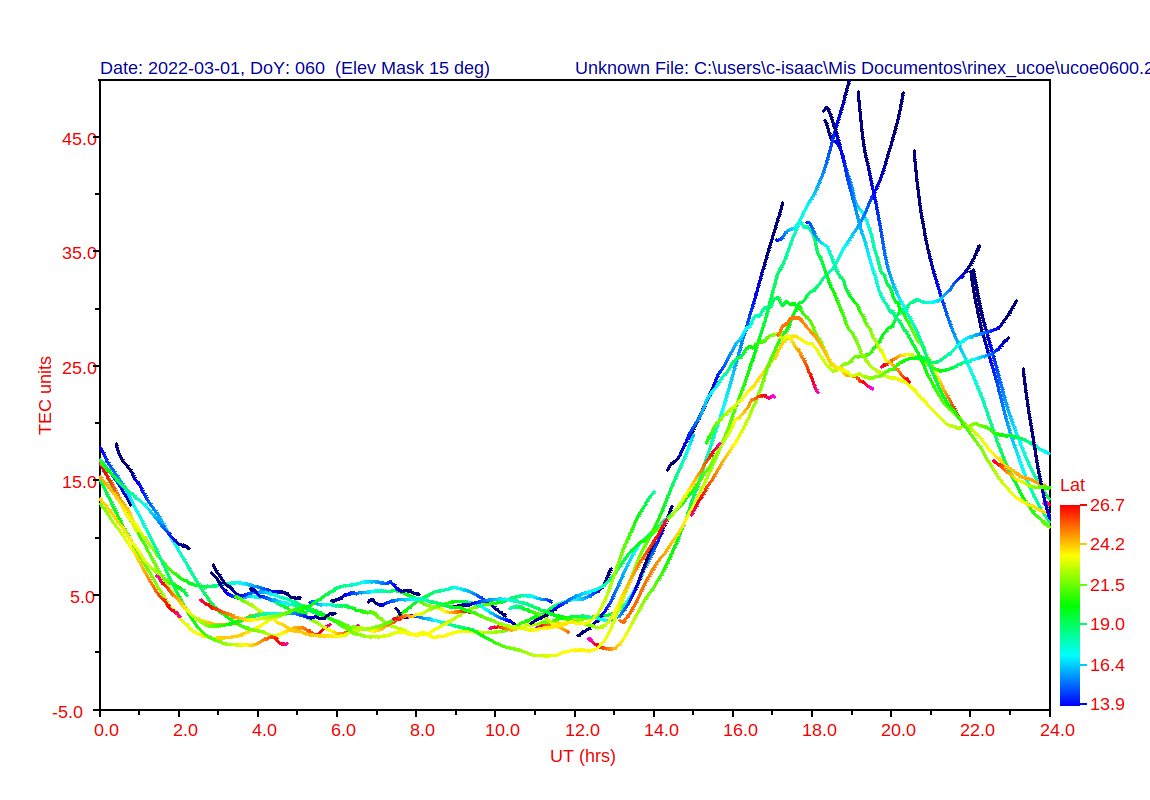 Date: 2022-03-01, DoY: 060  (Elev Mask 15 deg)
Unknown File: C:\users\c-isaac\Mis Documentos\rinex_ucoe\ucoe0600.2
45.0
35.0
25.0
15.0
5.0
-5.0
TEC units
0.0 2.0 4.0 6.0 8.0 10.0 12.0 14.0 16.0 18.0 20.0 22.0 24.0
UT (hrs)
Lat
26.7
24.2
21.5
19.0
16.4
13.9